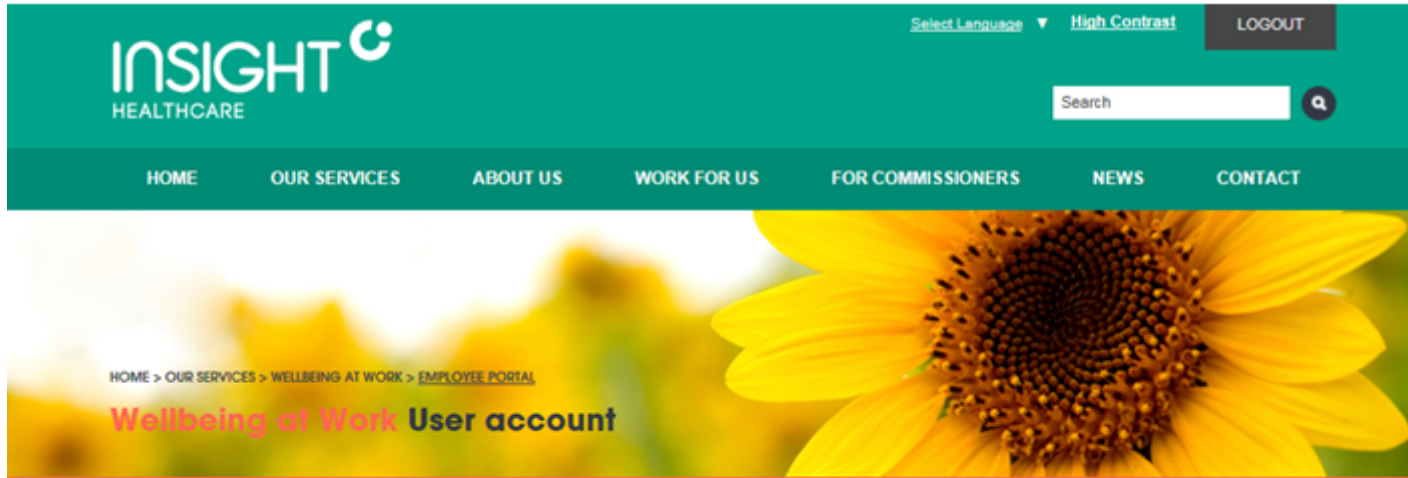 Select Language ▼ High Contrast LOGOUT
INSIGHT
HEALTHCARE
Search
HOME OUR SERVICES ABOUT US WORK FOR US FOR COMMISSIONERS NEWS CONTACT
HOME > OUR SERVICES > WELLBEING AT WORK > EMPLOYEE PORTAL
Wellbeing at Work User account